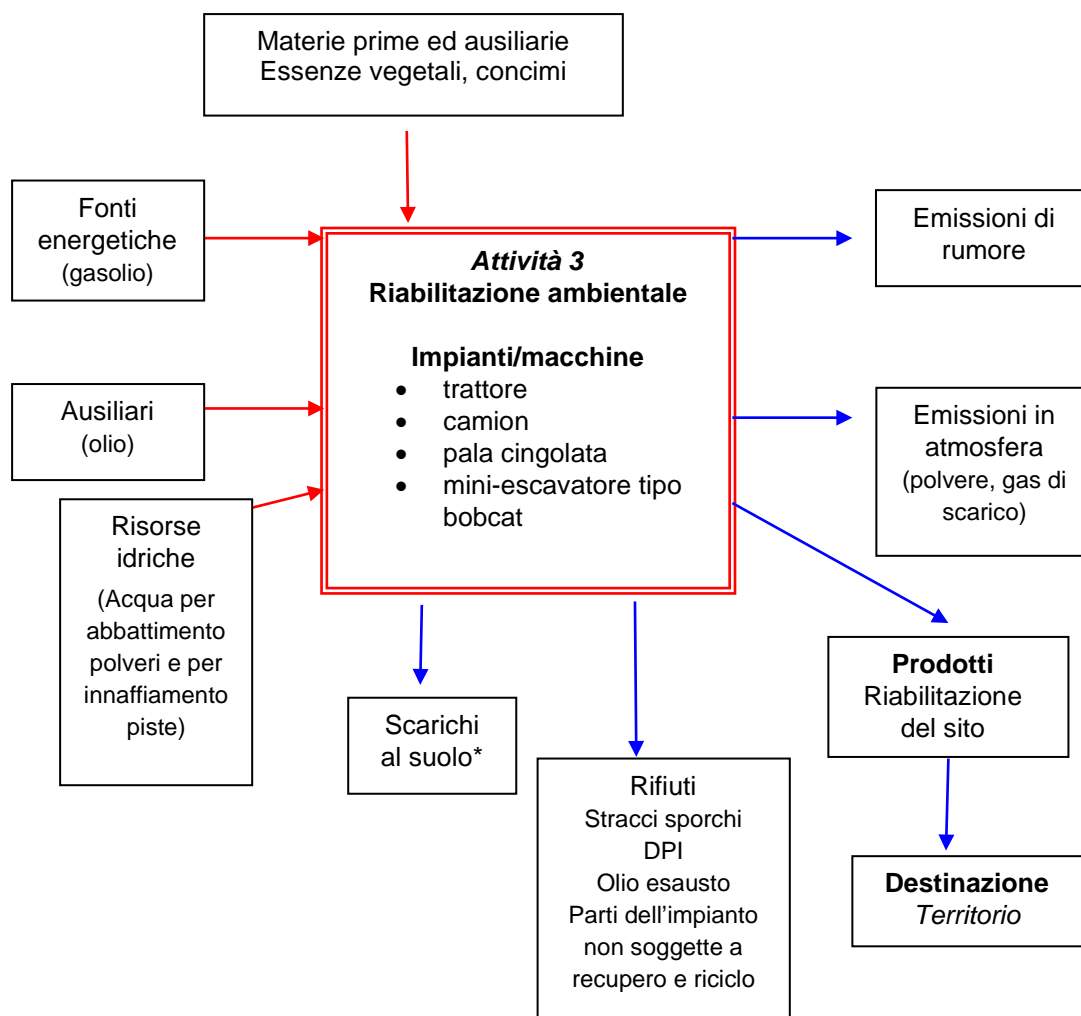 Materie prime ed ausiliarie
Essenze vegetali, concimi
Fonti
energetiche
(gasolio)
Emissioni di
rumore
Attività 3
Riabilitazione ambientale
Impianti/macchine
• trattore
• camion
• pala cingolata
• mini-escavatore tipo
bobcat
Ausiliari
(olio)
Emissioni in
atmosfera
(polvere, gas di
scarico)
Risorse
idriche
(Acqua per
abbattimento
polveri e per
innaffiamento
piste)
Scarichi
al suolo*
Prodotti
Riabilitazione
del sito
Rifiuti
Stracci sporchi
DPI
Olio esausto
Parti dell’impianto
non soggette a
recupero e riciclo
Destinazione
Territorio